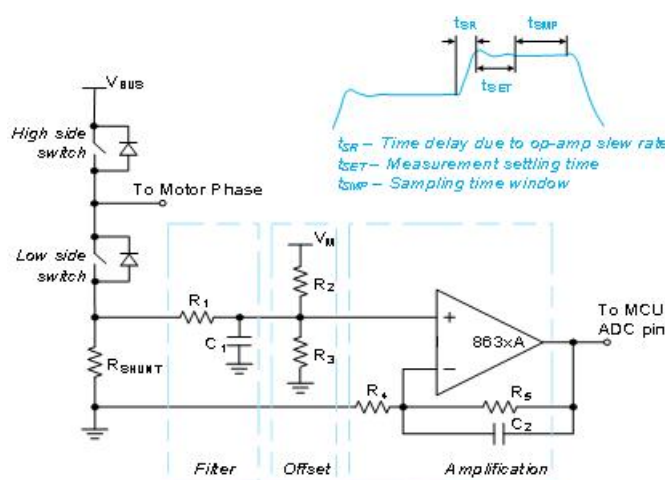 tSR
tSMP
tSET
tSR – Time delay due to op-amp slew rate
tSET – Measurement settling time
tSMP – Sampling time window
VBUS
High side
switch
To Motor Phase
Low side
switch
VM
R2
R1
C1
R3
RSHUNT
+
863xA
−
To MCU
ADC pin
R4
R5
C2
Filter
Offset
Amplification